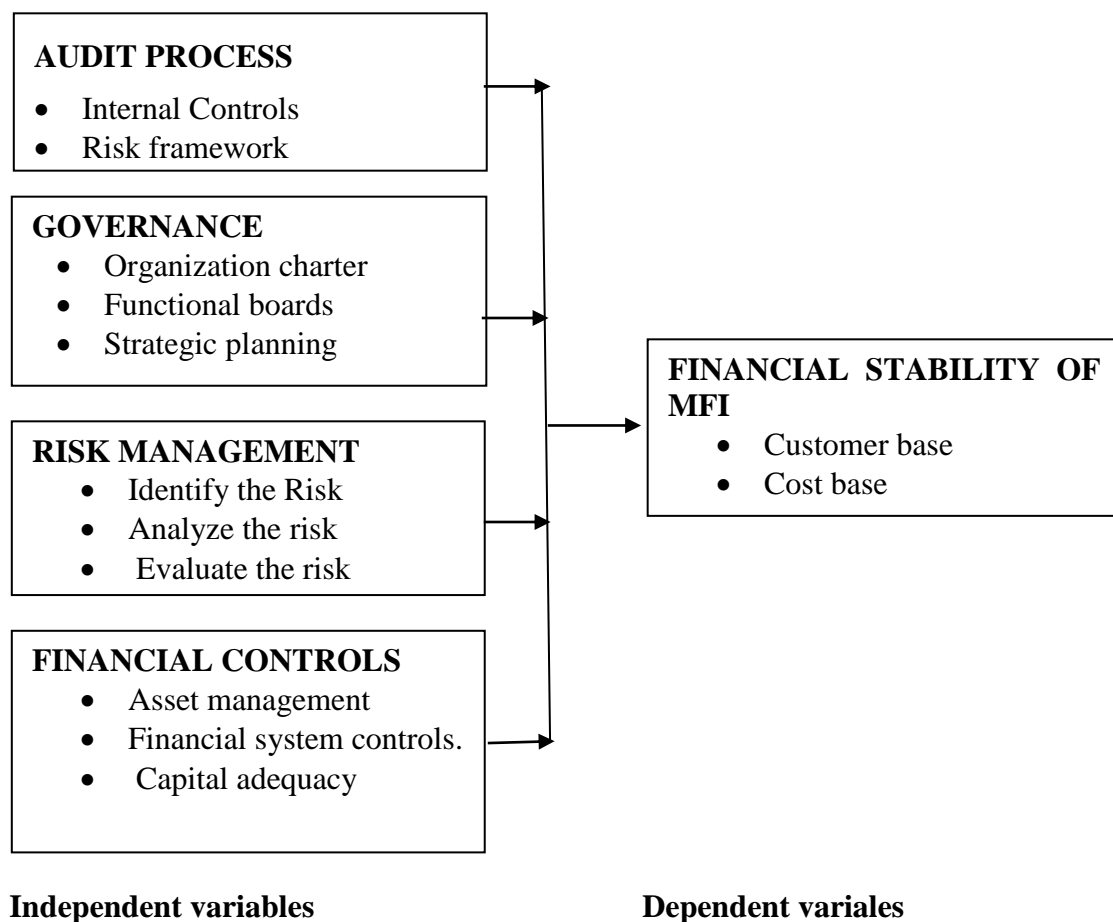 AUDIT PROCESS
• Internal Controls
• Risk framework
GOVERNANCE
• Organization charter
• Functional boards
• Strategic planning
RISK MANAGEMENT
• Identify the Risk
• Analyze the risk
• Evaluate the risk
FINANCIAL CONTROLS
• Asset management
• Financial system controls.
• Capital adequacy
FINANCIAL STABILITY OF
MFI
• Customer base
• Cost base
Independent variables
Dependent variales